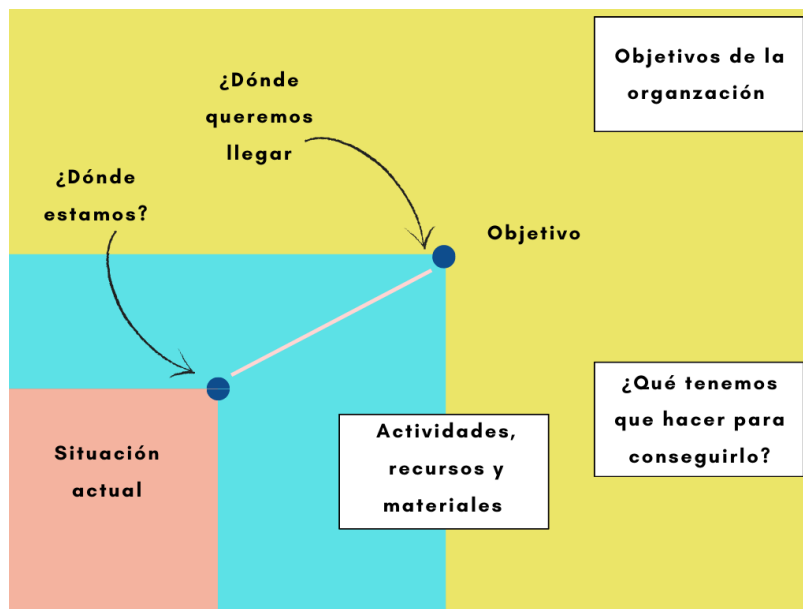 Objetivos de la
organzación
¿Dónde
queremos
llegar
¿Dónde
estamos?
Objetivo
¿Qué tenemos
que hacer para
conseguirlo?
Actividades,
recursos y
materiales
Situación
actual